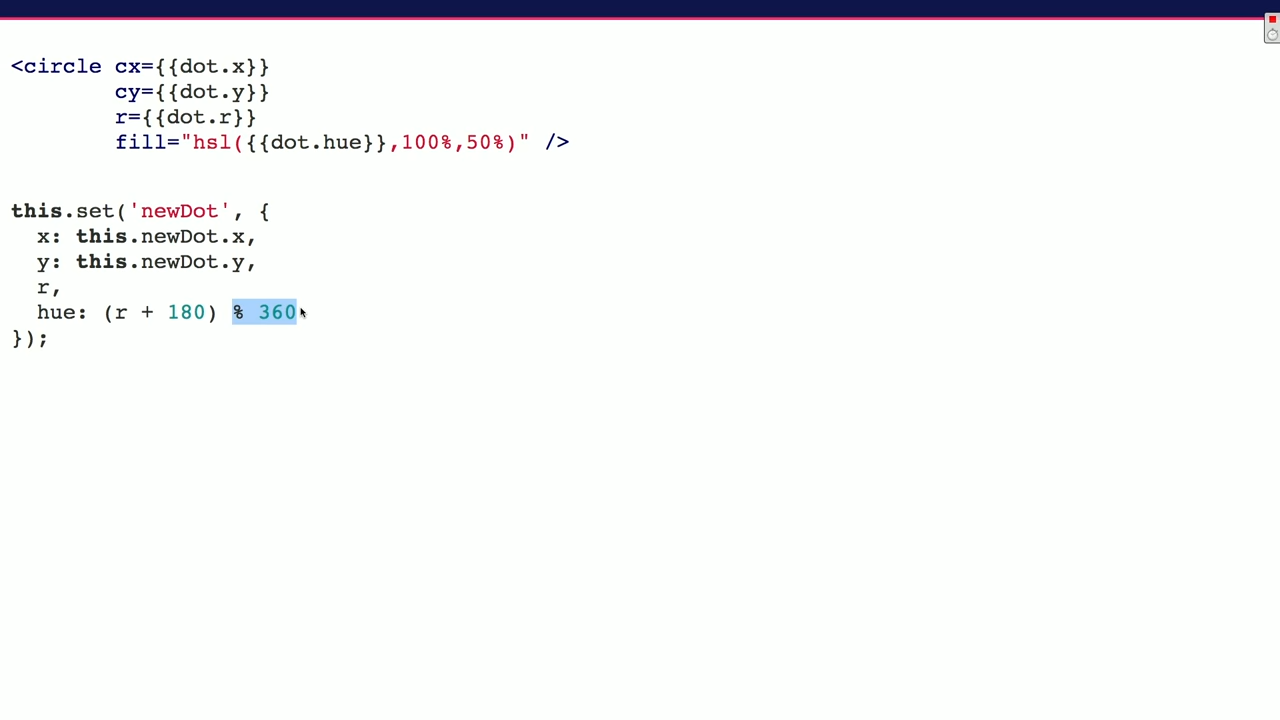 <circle cx={{dot.x}}
cy={{dot.y}}
r={{dot.r}}
fill="hsl({{dot.hue}},100%,50%)" />
this.set('newDot', {
x: this.newDot.x,
y: this.newDot.y,
r,
hue: (r + 180) % 360
});